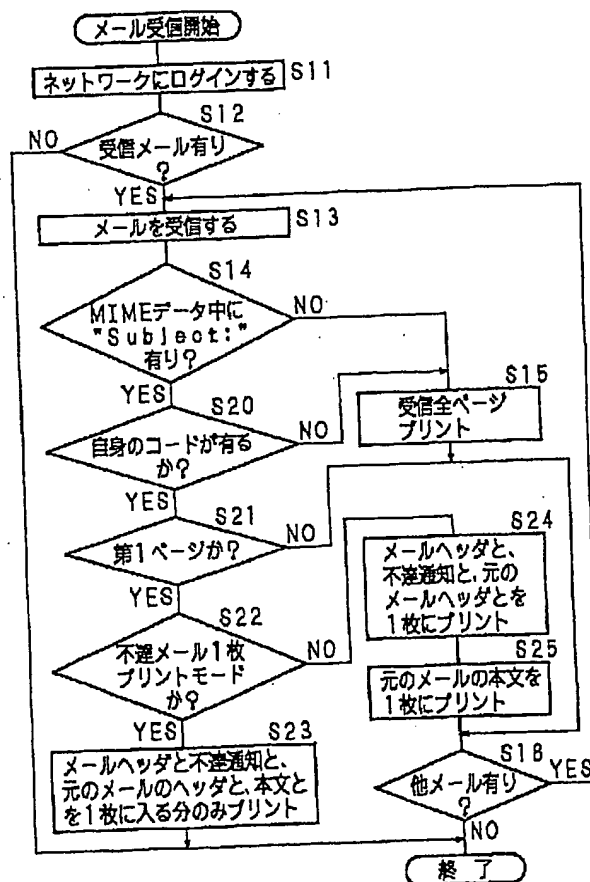 メール受信開始
ネットワークにログインする S11
S12
NO
受信メール有り
?
YES
メールを受信する S13
S14
MIMEデータ中に
"Subject:"
有り?
NO
YES
S20
自身のコードが有る
か?
NO
S15
受信全ページ
プリント
YES
S21
第1ページか?
NO
YES
S22
不達メール1枚
プリントモード
か?
NO
S24
メールヘッダと、
不達通知と、元の
メールヘッダとを
1枚にプリント
S25
元のメールの本文を
1枚にプリント
YES
S23
メールヘッダと不達通知と、
元のメールのヘッダと、本文と
を1枚に入る分のみプリント
S18
他メール有り
?
YES
NO
終了